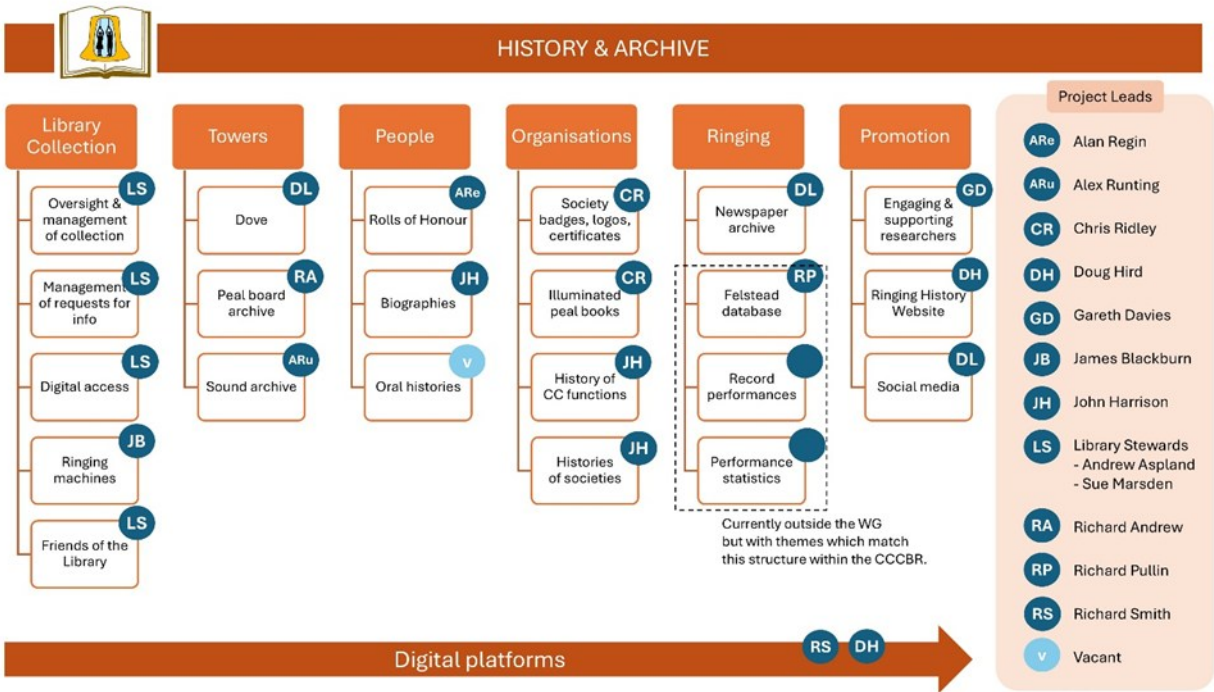 HISTORY & ARCHIVE
Library
Collection
LS
Oversight &
management
of collection
LS
Management
of requests for
info
LS
Digital access
JB
Ringing
machines
LS
Friends of the
Library
Towers
DL
Dove
RA
Peal board
archive
ARu
Sound archive
People
ARe
Rolls of Honour
JH
Biographies
v
Oral histories
Organisations
CR
Society
badges, logos,
certificates
CR
Illuminated
peal books
JH
History of
CC functions
JH
Histories
of societies
Ringing
DL
Newspaper
archive
RP
Felstead
database
Record
performances
Performance
statistics
Currently outside the WG
but with themes which match
this structure within the CCCBR.
Promotion
GD
Engaging &
supporting
researchers
DH
Ringing History
Website
DL
Social media
Project Leads
ARe Alan Regin
ARu Alex Runting
CR Chris Ridley
DH Doug Hird
GD Gareth Davies
JB James Blackburn
JH John Harrison
LS Library Stewards
- Andrew Aspland
- Sue Marsden
RA Richard Andrew
RP Richard Pullin
RS Richard Smith
v Vacant
Digital platforms
RS DH